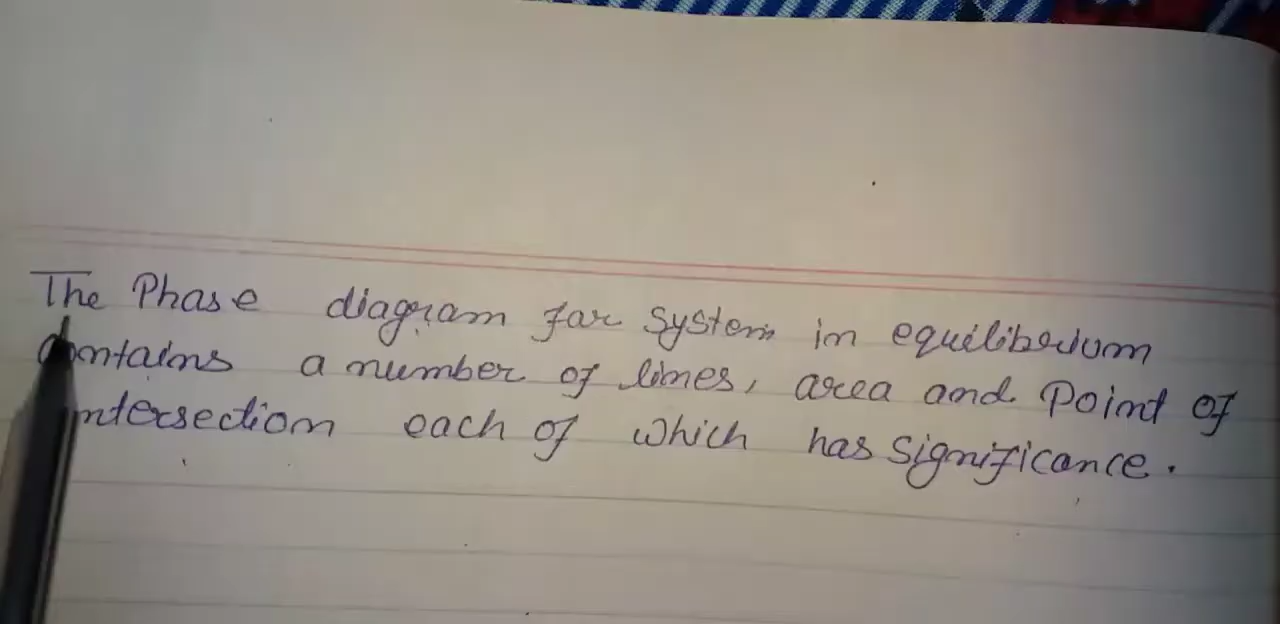 The Phase diagram for system in equilibrium
contains a number of lines, area and Point of
intersection each of which has significance.